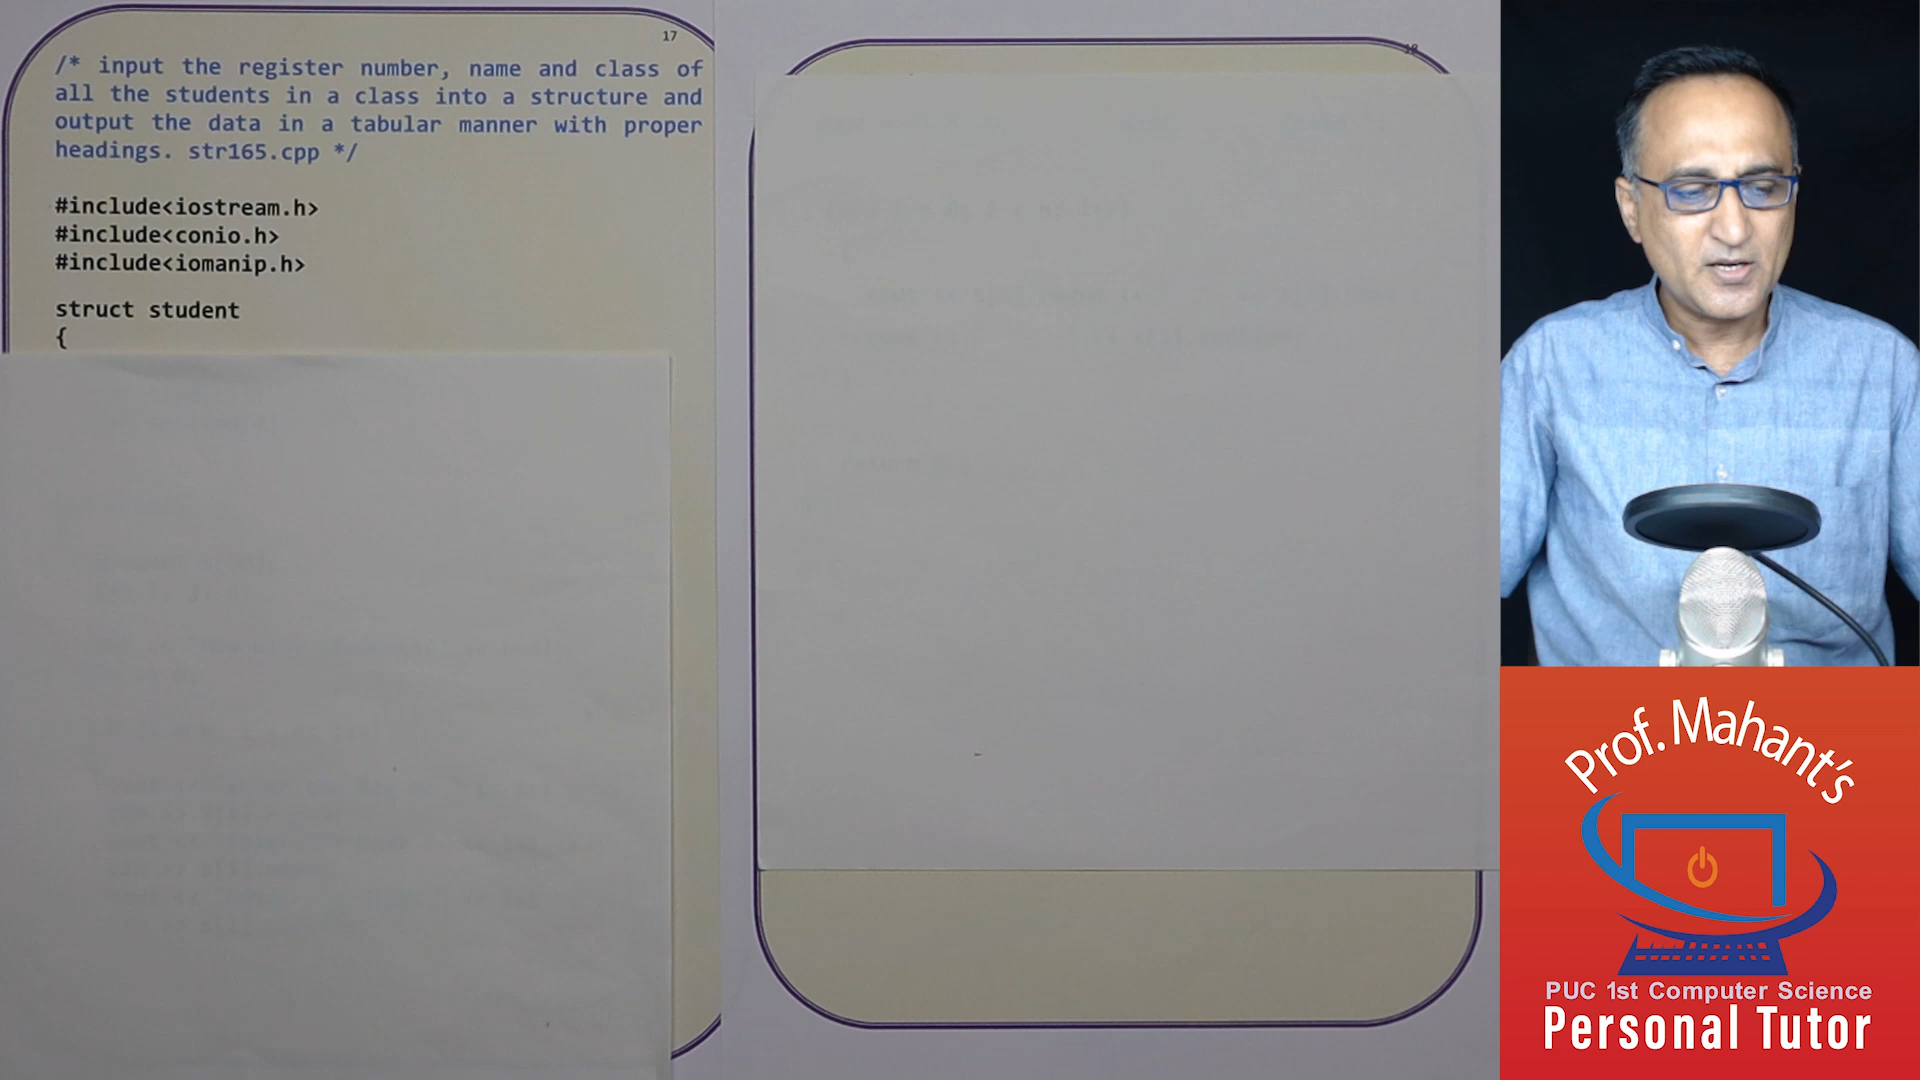 17
/* input the register number, name and class of
all the students in a class into a structure and
output the data in a tabular manner with proper
headings. str165.cpp */
#include<iostream.h>
#include<conio.h>
#include<iomanip.h>
struct student
{
18
Prof. Mahant's
PUC 1st Computer Science
Personal Tutor